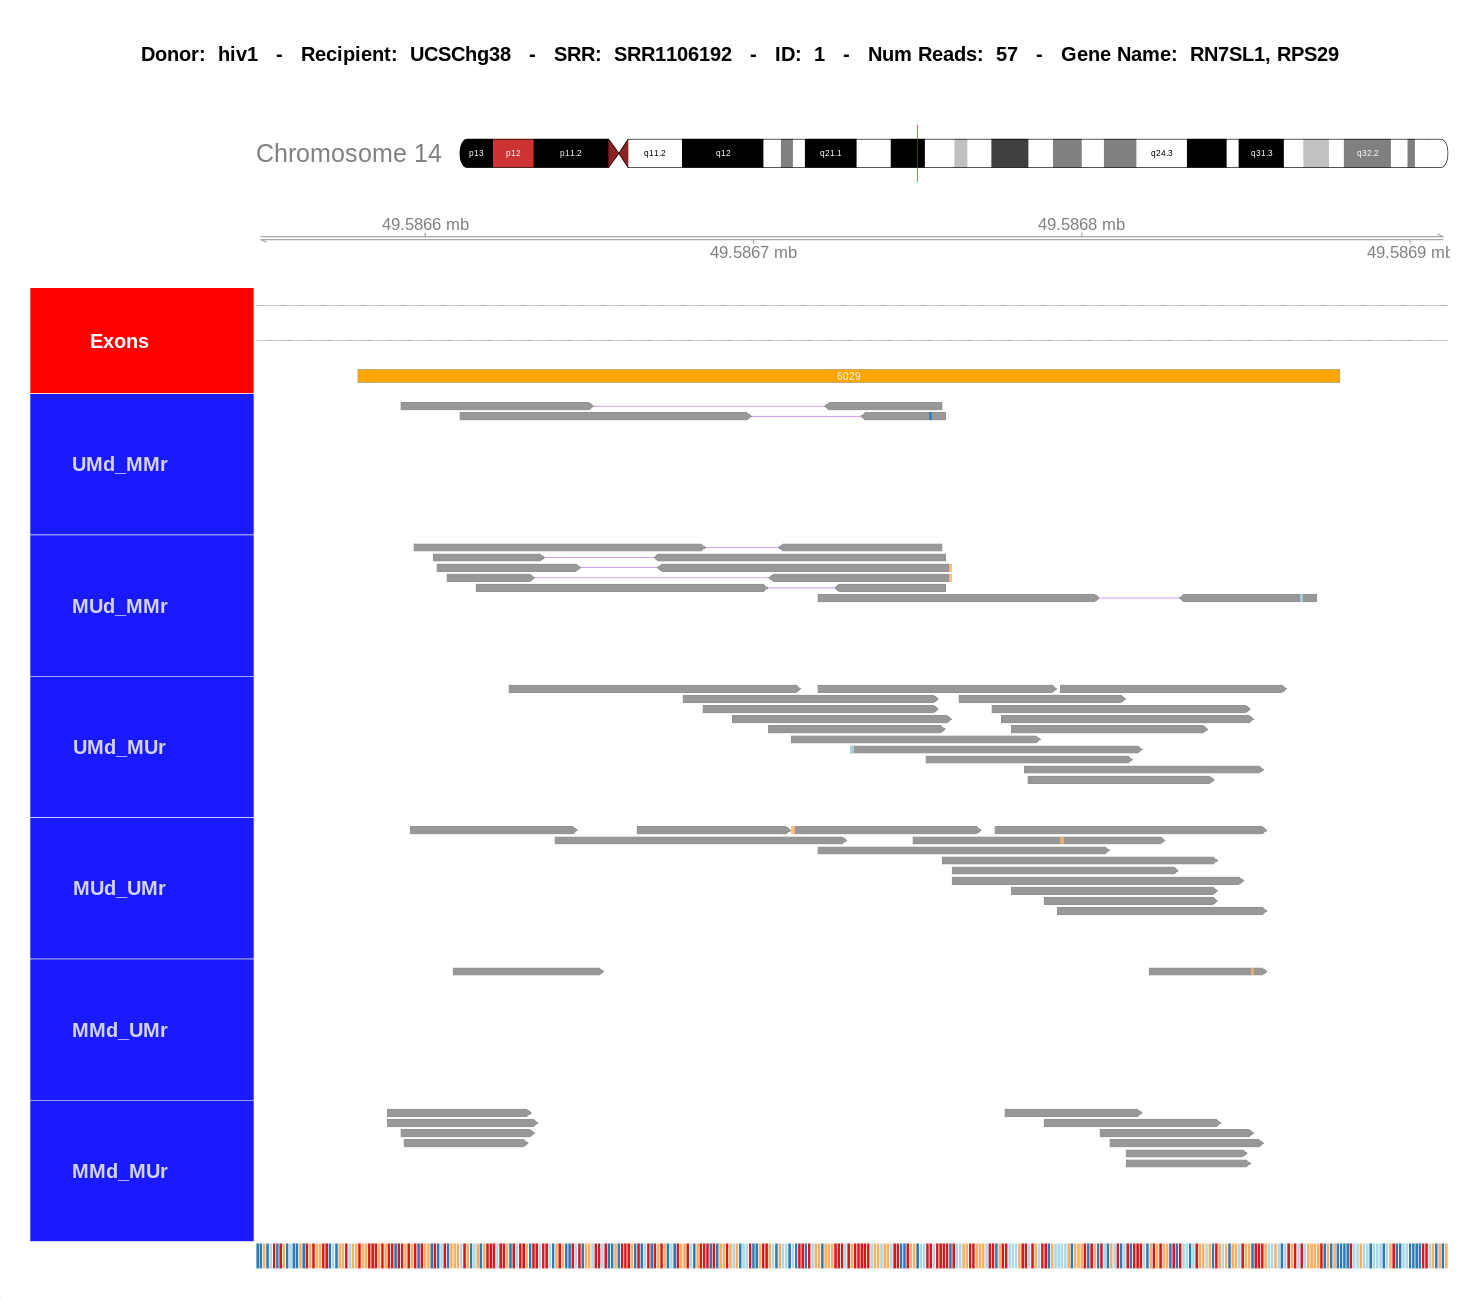 Donor: hiv1 - Recipient: UCSChg38 - SRR: SRR1106192 - ID: 1 - Num Reads: 57 - Gene Name: RN7SL1, RPS29
Chromosome 14 p13 p12 p11.2 q11.2 q12 q21.1 q24.3 q31.3 q32.2
49.5866 mb 49.5868 mb
49.5867 mb 49.5869 mb
Exons
6029
UMd_MMr
MUd_MMr
UMd_MUr
MUd_UMr
MMd_UMr
MMd_MUr